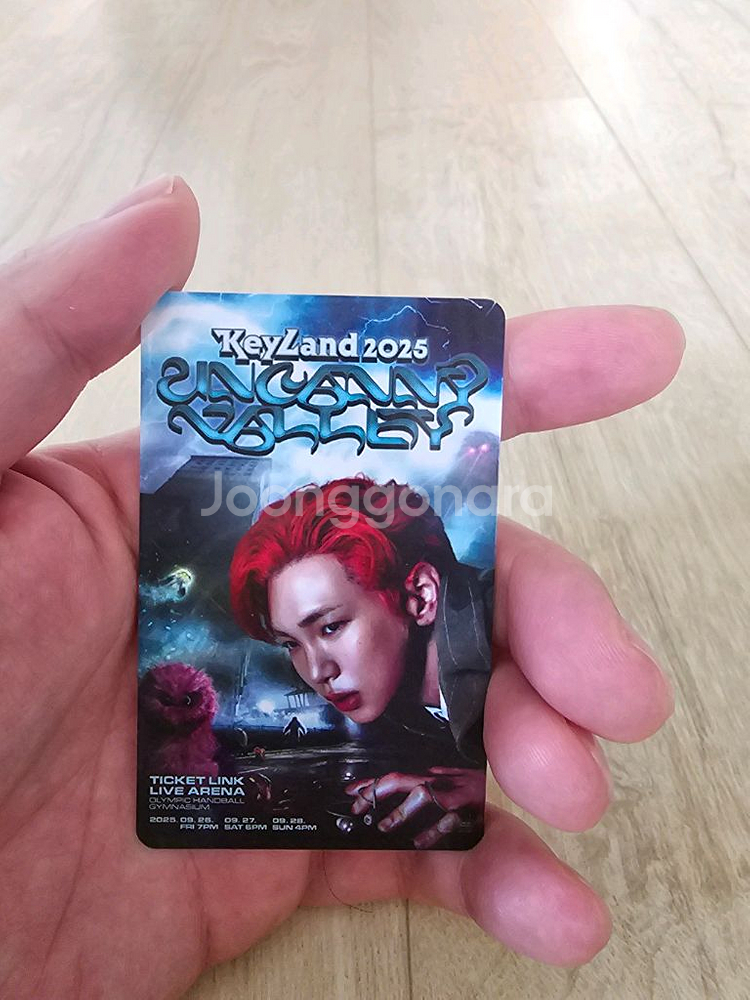 KeyLand 2025
UNCANNY
VALLEY
Joonggonara
TICKET LINK
LIVE ARENA
OLYMPIC HANDBALL
GYMNASIUM
2025. 09. 26. 09. 27. 09. 28.
FRI 7PM SAT 6PM SUN 4PM